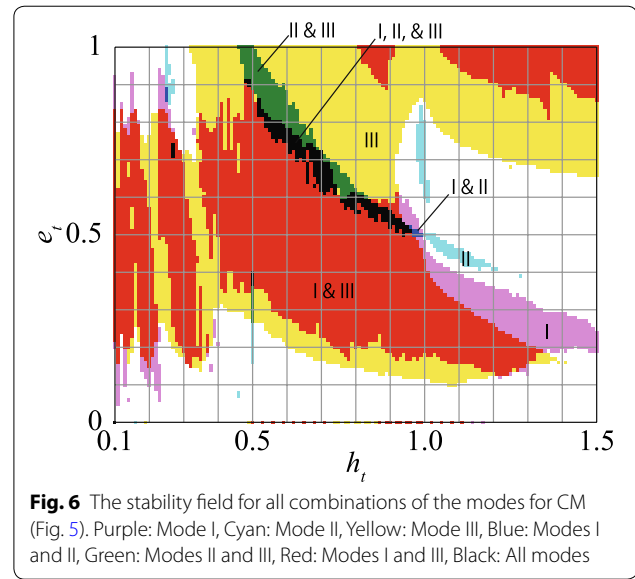 II & III
I, II, & III
1
III
I & II
e_t
0.5
II
I & III
I
0
0.1
0.5
1.0
1.5
h_t
Fig. 6 The stability field for all combinations of the modes for CM
(Fig. 5). Purple: Mode I, Cyan: Mode II, Yellow: Mode III, Blue: Modes I
and II, Green: Modes II and III, Red: Modes I and III, Black: All modes